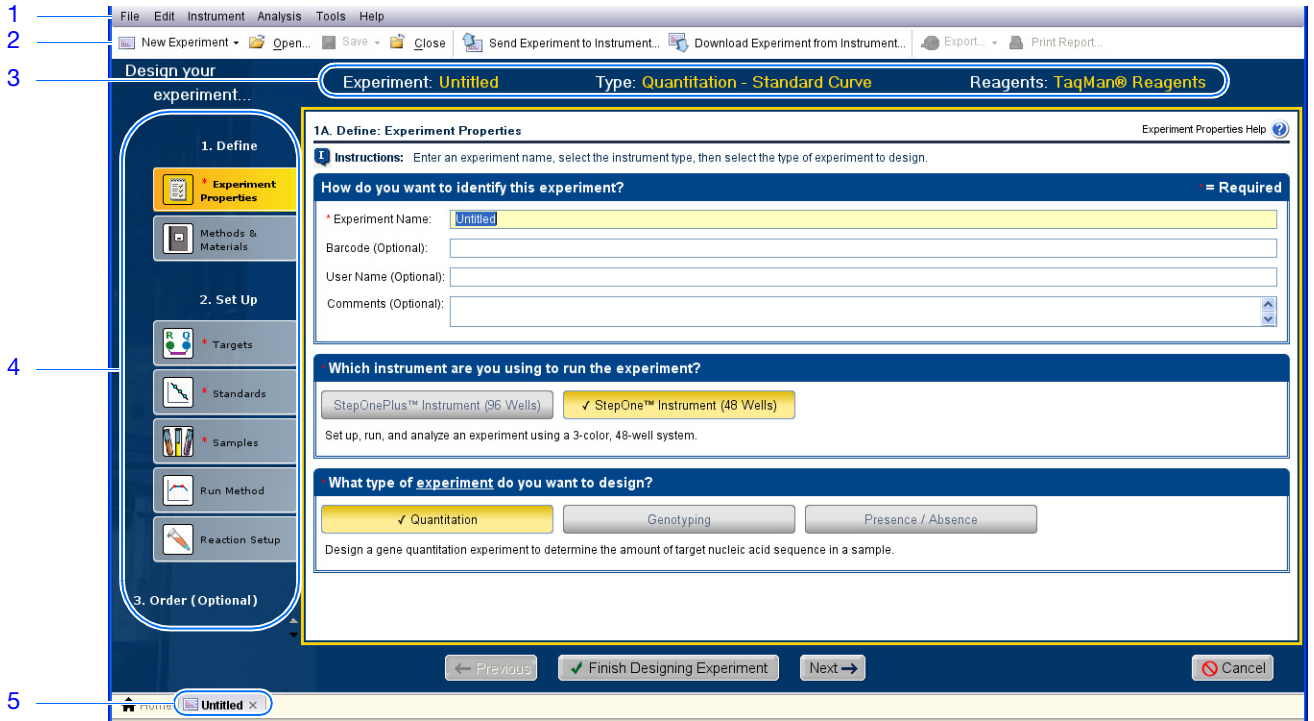 1
File Edit Instrument Analysis Tools Help
2
New Experiment Open... Save Close Send Experiment to Instrument... Download Experiment from Instrument... Export... Print Report...
3
Design your
experiment...
Experiment: Untitled Type: Quantitation - Standard Curve Reagents: TaqMan® Reagents
1. Define
* Experiment
Properties
Methods &
Materials
2. Set Up
R Q
* Targets
4
* Standards
* Samples
Run Method
Reaction Setup
3. Order (Optional)
1A. Define: Experiment Properties Experiment Properties Help ?
I Instructions: Enter an experiment name, select the instrument type, then select the type of experiment to design.
How do you want to identify this experiment? * = Required
* Experiment Name: Untitled
Barcode (Optional):
User Name (Optional):
Comments (Optional):
* Which instrument are you using to run the experiment?
StepOnePlus™ Instrument (96 Wells) ✓ StepOne™ Instrument (48 Wells)
Set up, run, and analyze an experiment using a 3-color, 48-well system.
* What type of experiment do you want to design?
✓ Quantitation Genotyping Presence / Absence
Design a gene quantitation experiment to determine the amount of target nucleic acid sequence in a sample.
← Previous ✓ Finish Designing Experiment Next → Cancel
5
Home Untitled ×